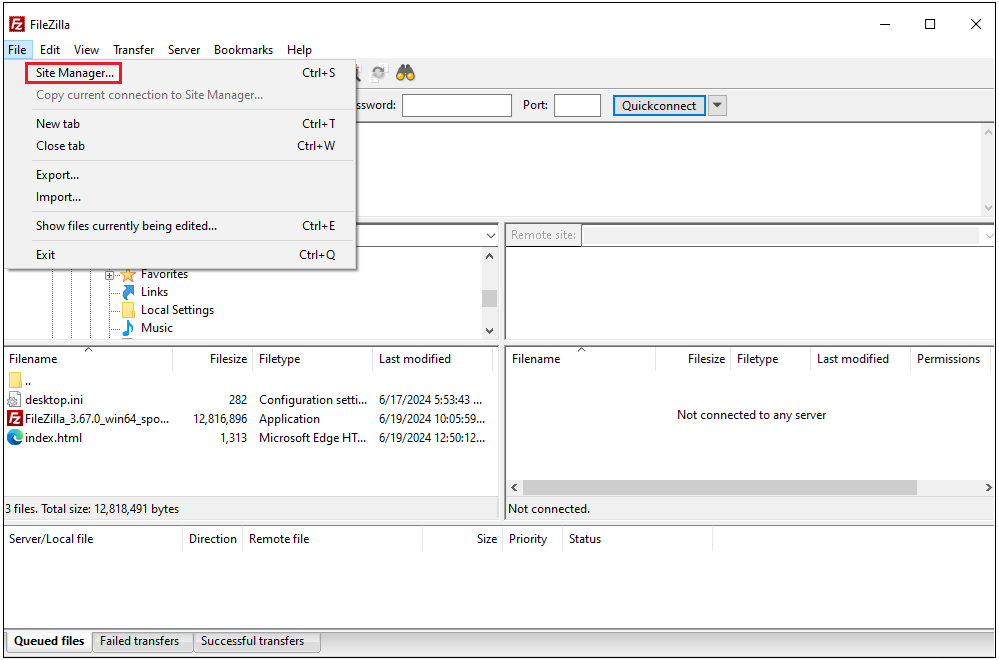 FileZilla
File Edit View Transfer Server Bookmarks Help
Site Manager... Ctrl+S
Copy current connection to Site Manager...
ssword: Port: Quickconnect
New tab Ctrl+T
Close tab Ctrl+W
Export...
Import...
Show files currently being edited... Ctrl+E
Remote site:
Exit Ctrl+Q
Favorites
Links
Local Settings
Music
Filename Filesize Filetype Last modified
..
desktop.ini 282 Configuration setti... 6/17/2024 5:53:43 ...
FileZilla_3.67.0_win64_spo... 12,816,896 Application 6/19/2024 10:05:59...
index.html 1,313 Microsoft Edge HT... 6/19/2024 12:50:12...
3 files. Total size: 12,818,491 bytes
Filename Filesize Filetype Last modified Permissions
Not connected to any server
Not connected.
Server/Local file Direction Remote file Size Priority Status
Queued files Failed transfers Successful transfers